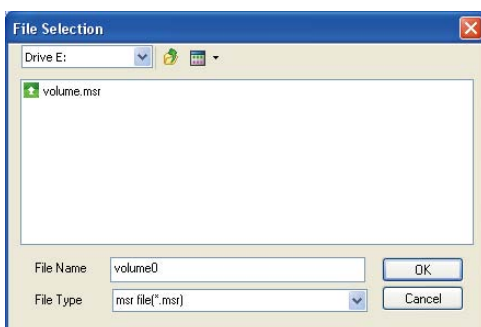 File Selection
Drive E:
volume.msr
File Name volume0
OK
File Type msr file(*.msr)
Cancel